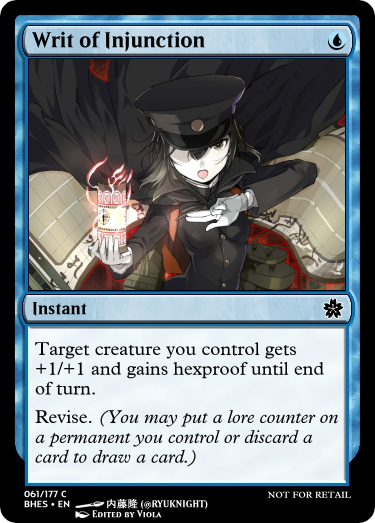 Writ of Injunction
Instant
Target creature you control gets
+1/+1 and gains hexproof until end
of turn.
Revise. (You may put a lore counter on
a permanent you control or discard a
card to draw a card.)
061/177 C
BHES • EN 内藤隆 (@RYUKNIGHT)
Edited by Viola
NOT FOR RETAIL